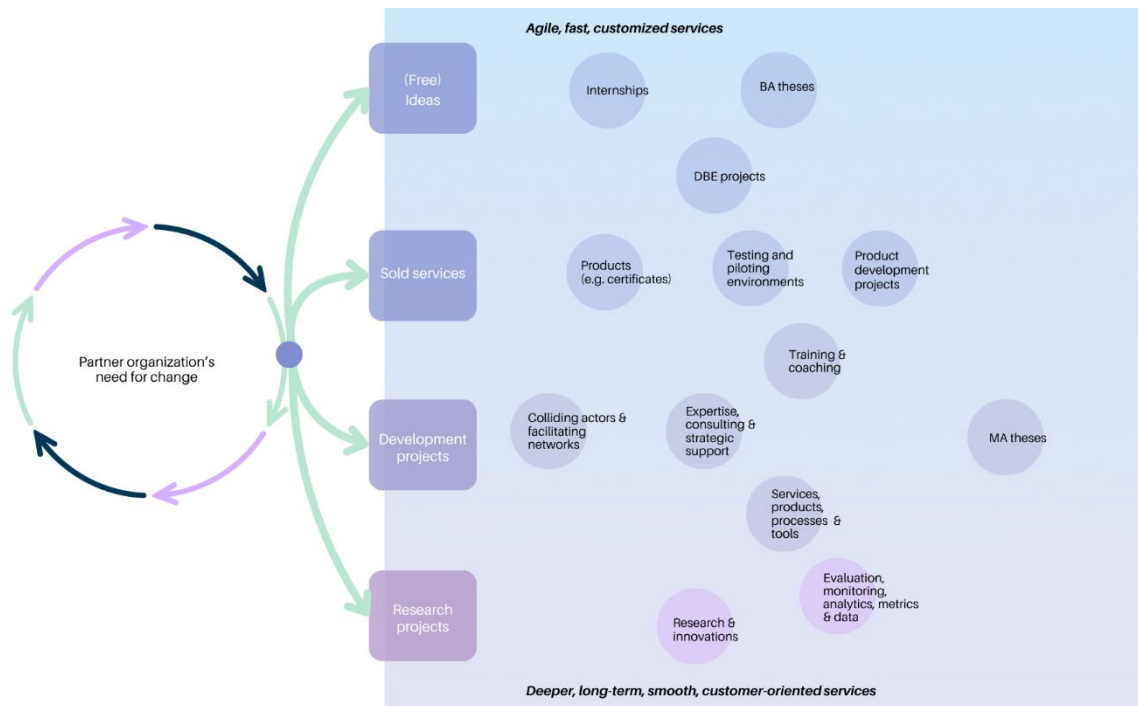 Agile, fast, customized services
(Free)
Ideas
Internships
BA theses
DBE projects
Sold services
Products
(e.g. certificates)
Testing and
piloting
environments
Product
development
projects
Partner organization's
need for change
Training &
coaching
Development
projects
Colliding actors &
facilitating
networks
Expertise,
consulting &
strategic
support
MA theses
Services,
products,
processes &
tools
Research
projects
Research &
innovations
Evaluation,
monitoring,
analytics, metrics
& data
Deeper, long-term, smooth, customer-oriented services